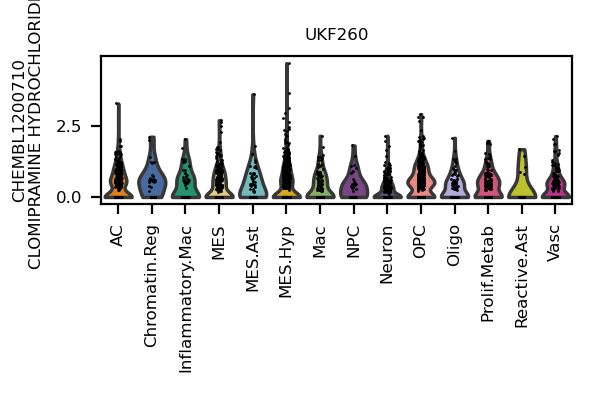 UKF260
CHEMBL1200710
CLOMIPRAMINE HYDROCHLORIDE
2.5
0.0
AC
Chromatin.Reg
Inflammatory.Mac
MES
MES.Ast
MES.Hyp
Mac
NPC
Neuron
OPC
Oligo
Prolif.Metab
Reactive.Ast
Vasc